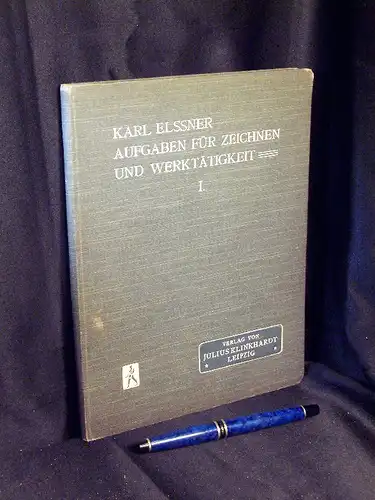 KARL ELSSNER
AUFGABEN FÜR ZEICHNEN
UND WERKTÄTIGKEIT
I.
VERLAG VON
JULIUS KLINKHARDT
LEIPZIG